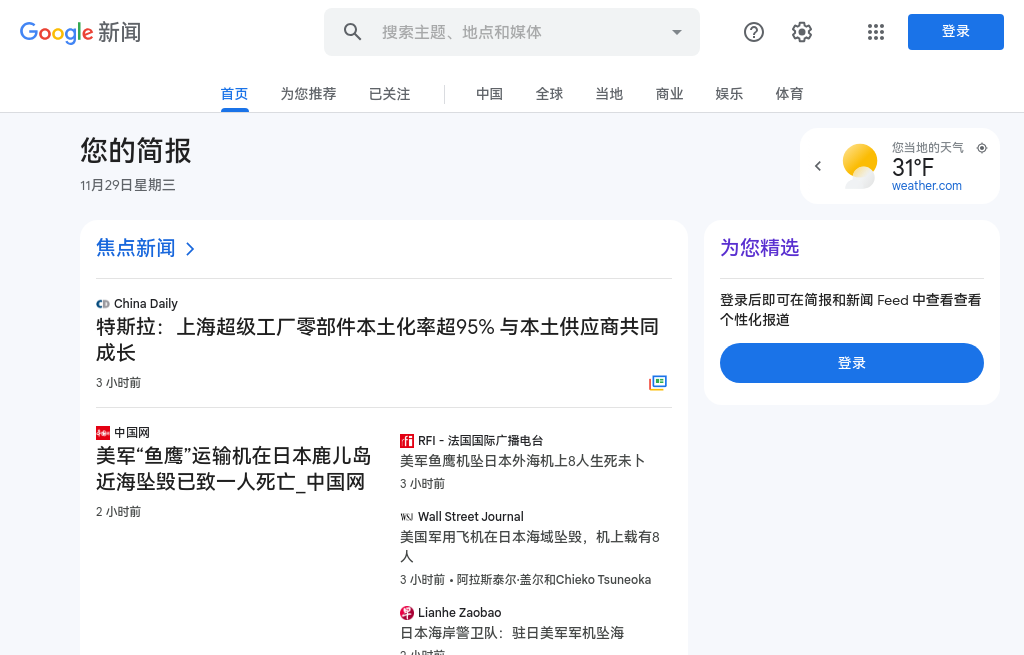 Google 新闻
搜索主题、地点和媒体
登录
首页
为您推荐
已关注
中国
全球
当地
商业
娱乐
体育
您的简报
11月29日星期三
您当地的天气
31°F
weather.com
焦点新闻
China Daily
特斯拉：上海超级工厂零部件本土化率超95% 与本土供应商共同
成长
3 小时前
中国网
美军“鱼鹰”运输机在日本鹿儿岛
近海坠毁已致一人死亡_中国网
2 小时前
RFI - 法国国际广播电台
美军鱼鹰机坠日本外海机上8人生死未卜
3 小时前
WSJ Wall Street Journal
美国军用飞机在日本海域坠毁，机上载有8
人
3 小时前 • 阿拉斯泰尔·盖尔和Chieko Tsuneoka
Lianhe Zaobao
日本海岸警卫队：驻日美军军机坠海
为您精选
登录后即可在简报和新闻 Feed 中查看查看
个性化报道
登录